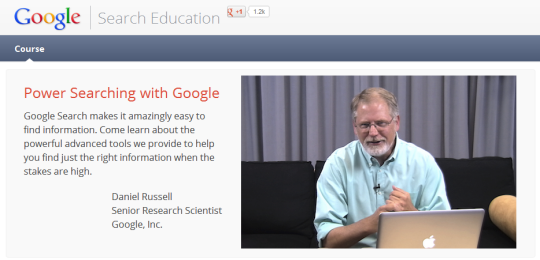 Google Search Education +1 1.2k
Course
Power Searching with Google
Google Search makes it amazingly easy to
find information. Come learn about the
powerful advanced tools we provide to help
you find just the right information when the
stakes are high.
Daniel Russell
Senior Research Scientist
Google, Inc.